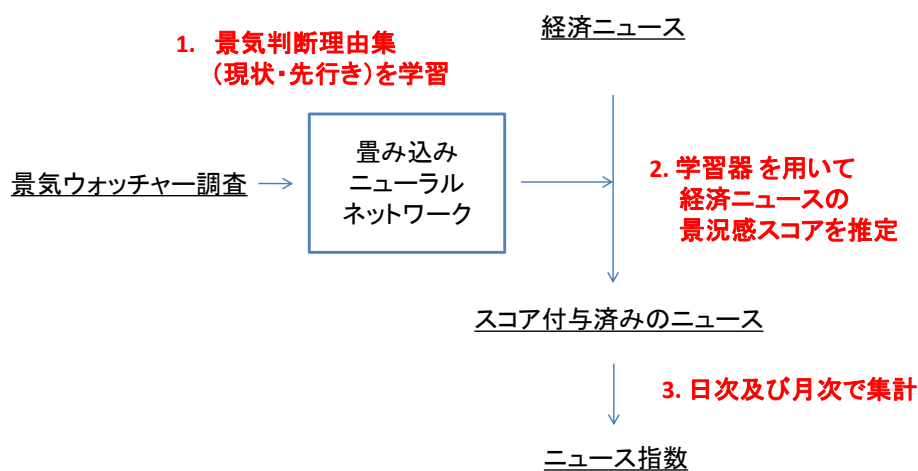 経済ニュース
1. 景気判断理由集
（現状・先行き）を学習
畳み込み
ニューラル
ネットワーク
景気ウォッチャー調査
2. 学習器 を用いて
経済ニュースの
景況感スコアを推定
スコア付与済みのニュース
3. 日次及び月次で集計
ニュース指数